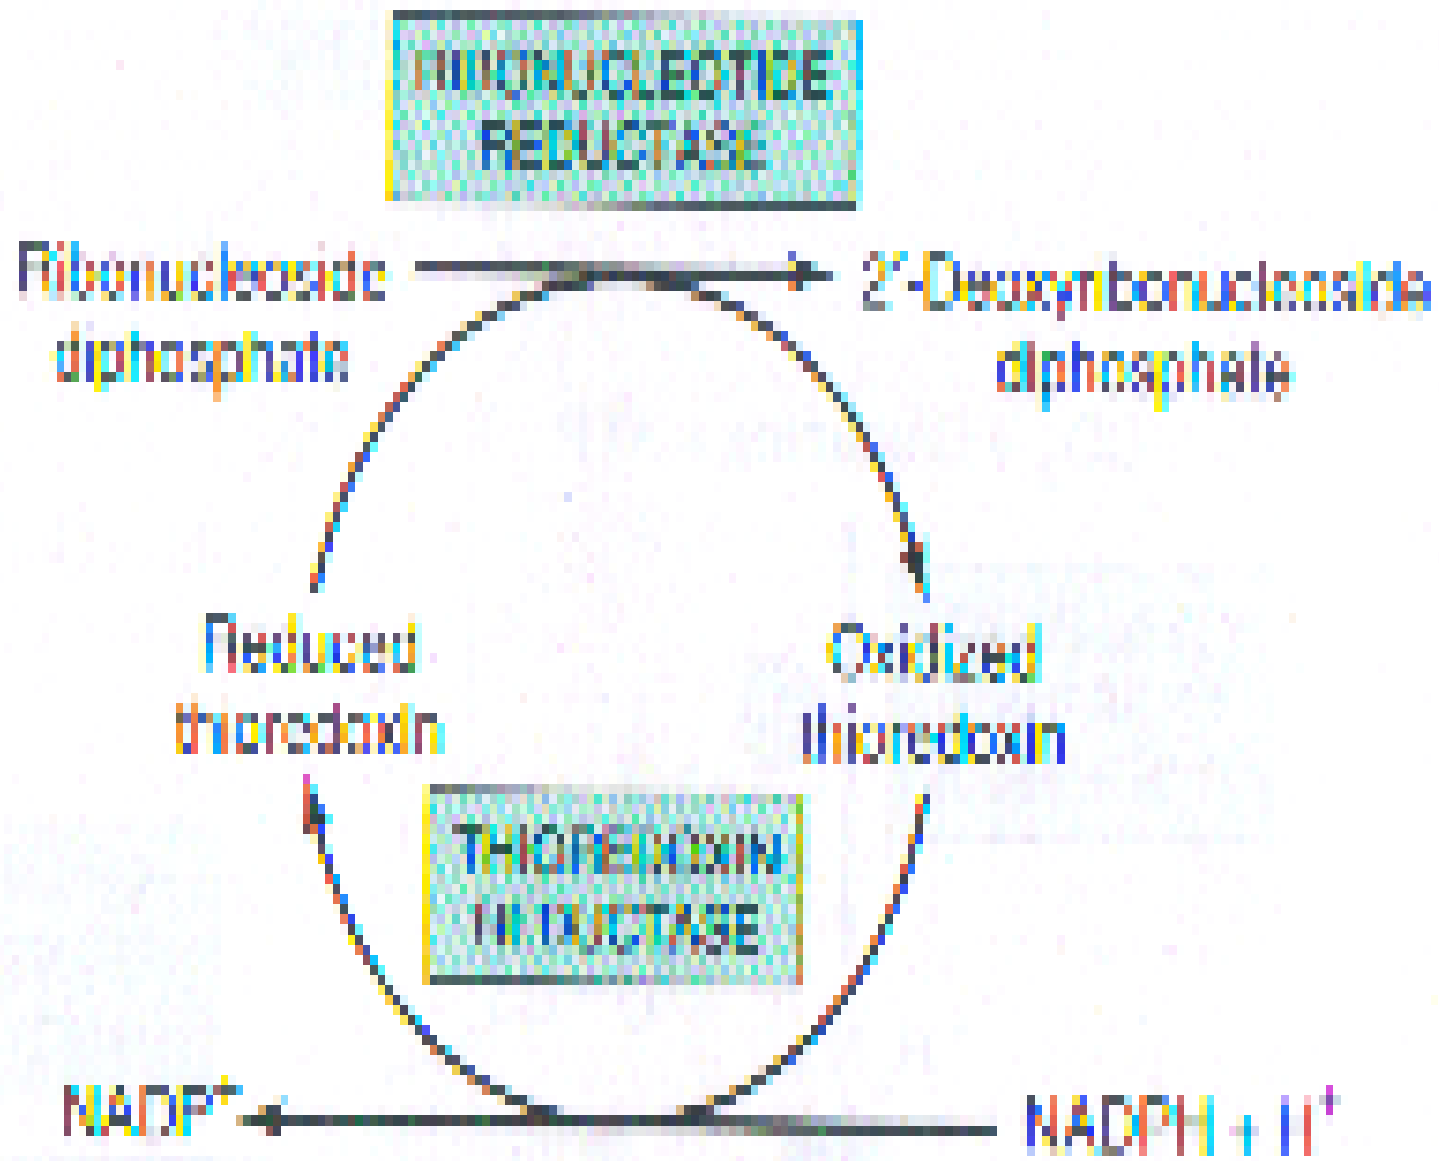 RIBONUCLEOTIDE
REDUCTASE
Ribonucleoside
diphosphate
2'-Deoxyribonucleoside
diphosphate
Reduced
thioredoxin
Oxidized
thioredoxin
THIOREDOXIN
REDUCTASE
NADP⁺
NADPH + H⁺